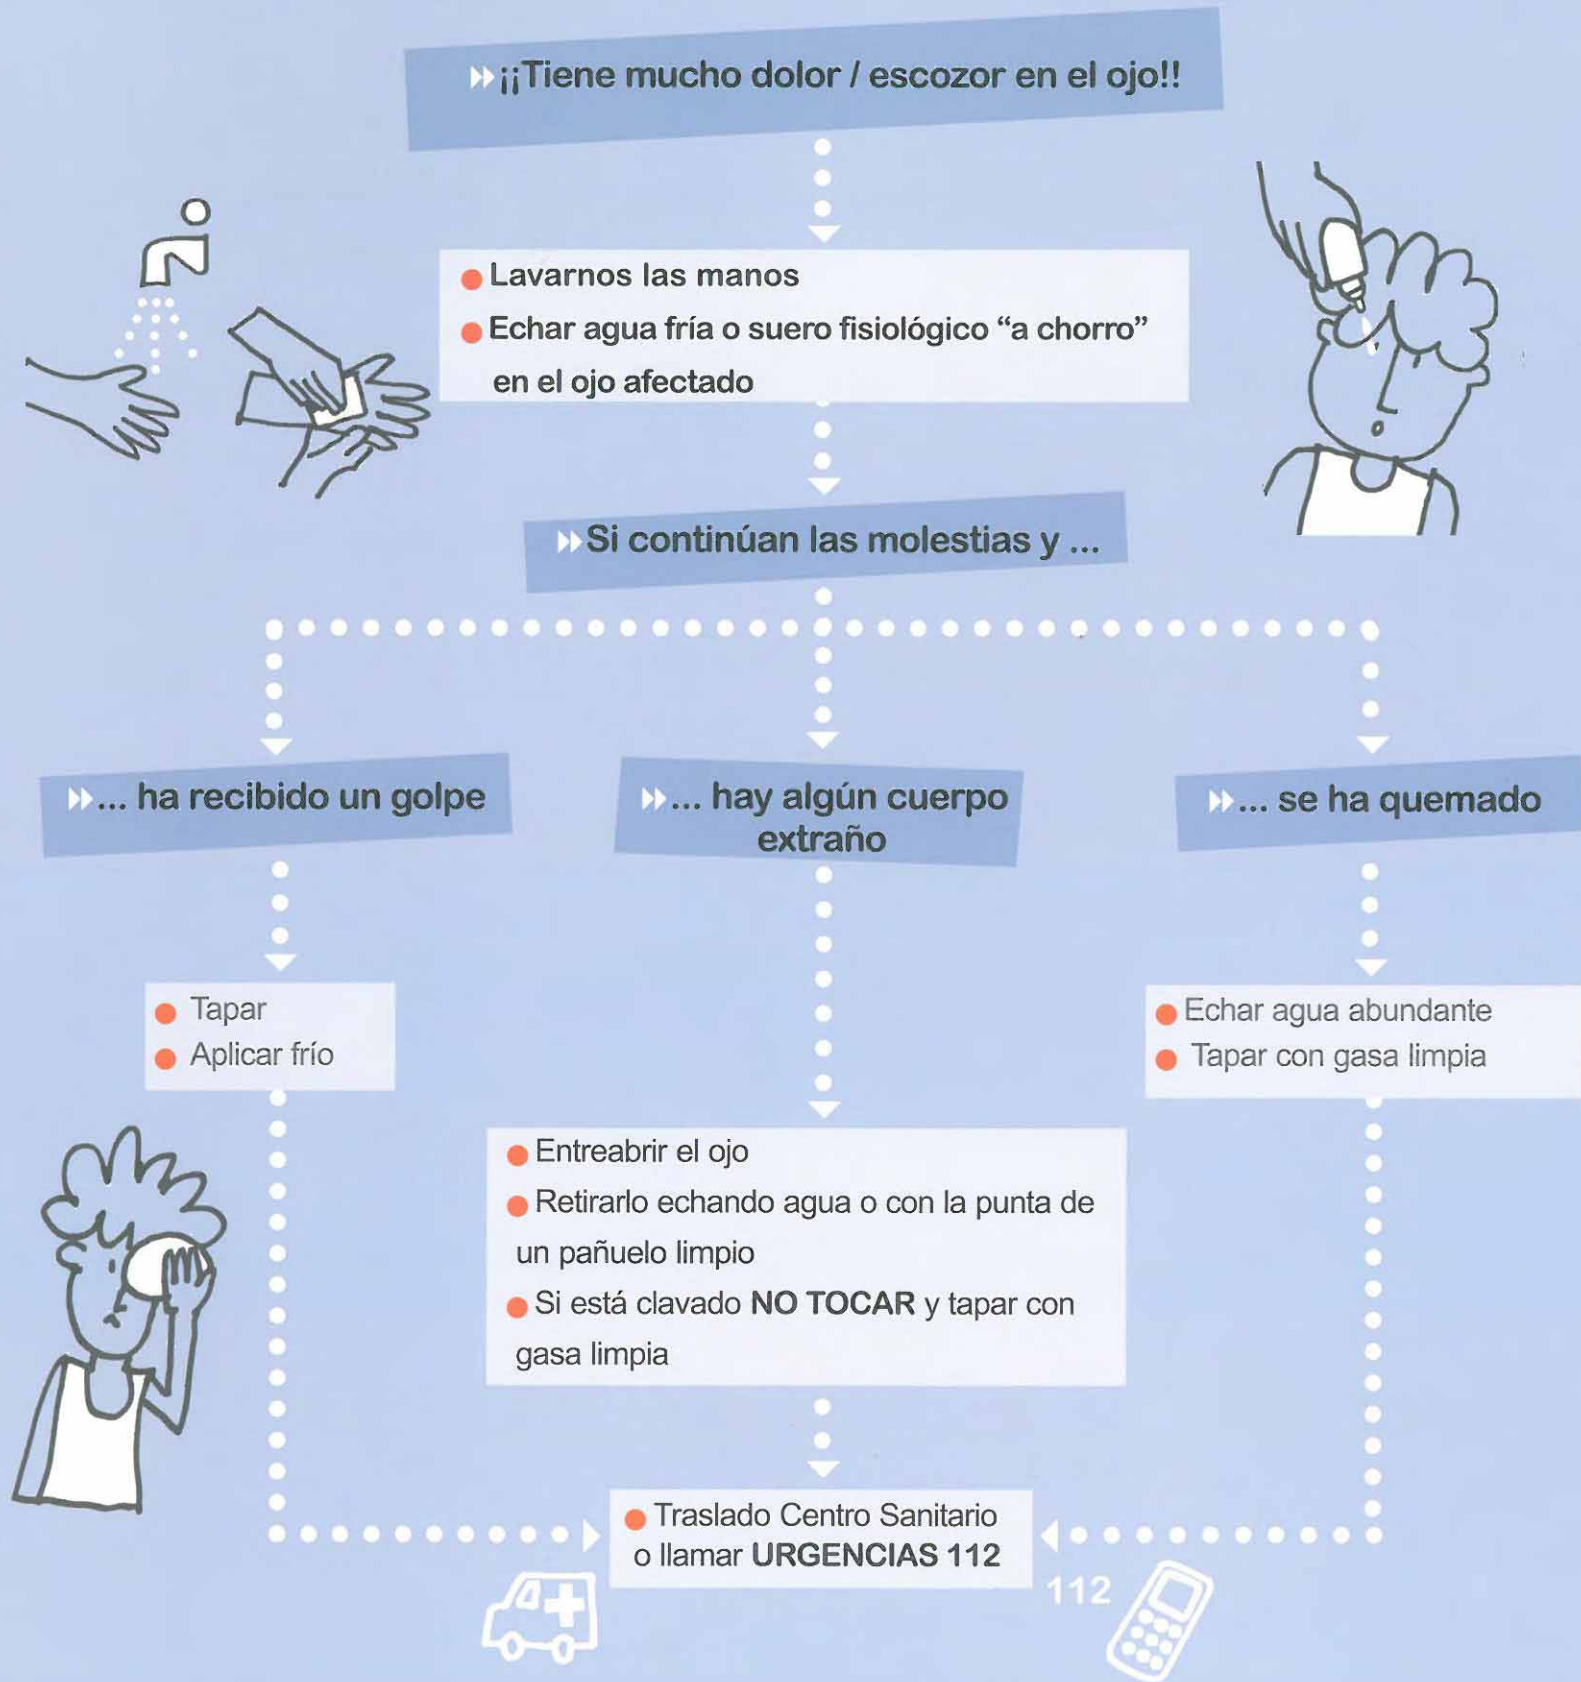 ¡¡Tiene mucho dolor / escozor en el ojo!!
Lavarnos las manos
Echar agua fría o suero fisiológico “a chorro”
en el ojo afectado
Si continúan las molestias y ...
... ha recibido un golpe
... hay algún cuerpo
extraño
... se ha quemado
Tapar
Aplicar frío
Echar agua abundante
Tapar con gasa limpia
Entreabrir el ojo
Retirarlo echando agua o con la punta de
un pañuelo limpio
Si está clavado NO TOCAR y tapar con
gasa limpia
Traslado Centro Sanitario
o llamar URGENCIAS 112
112